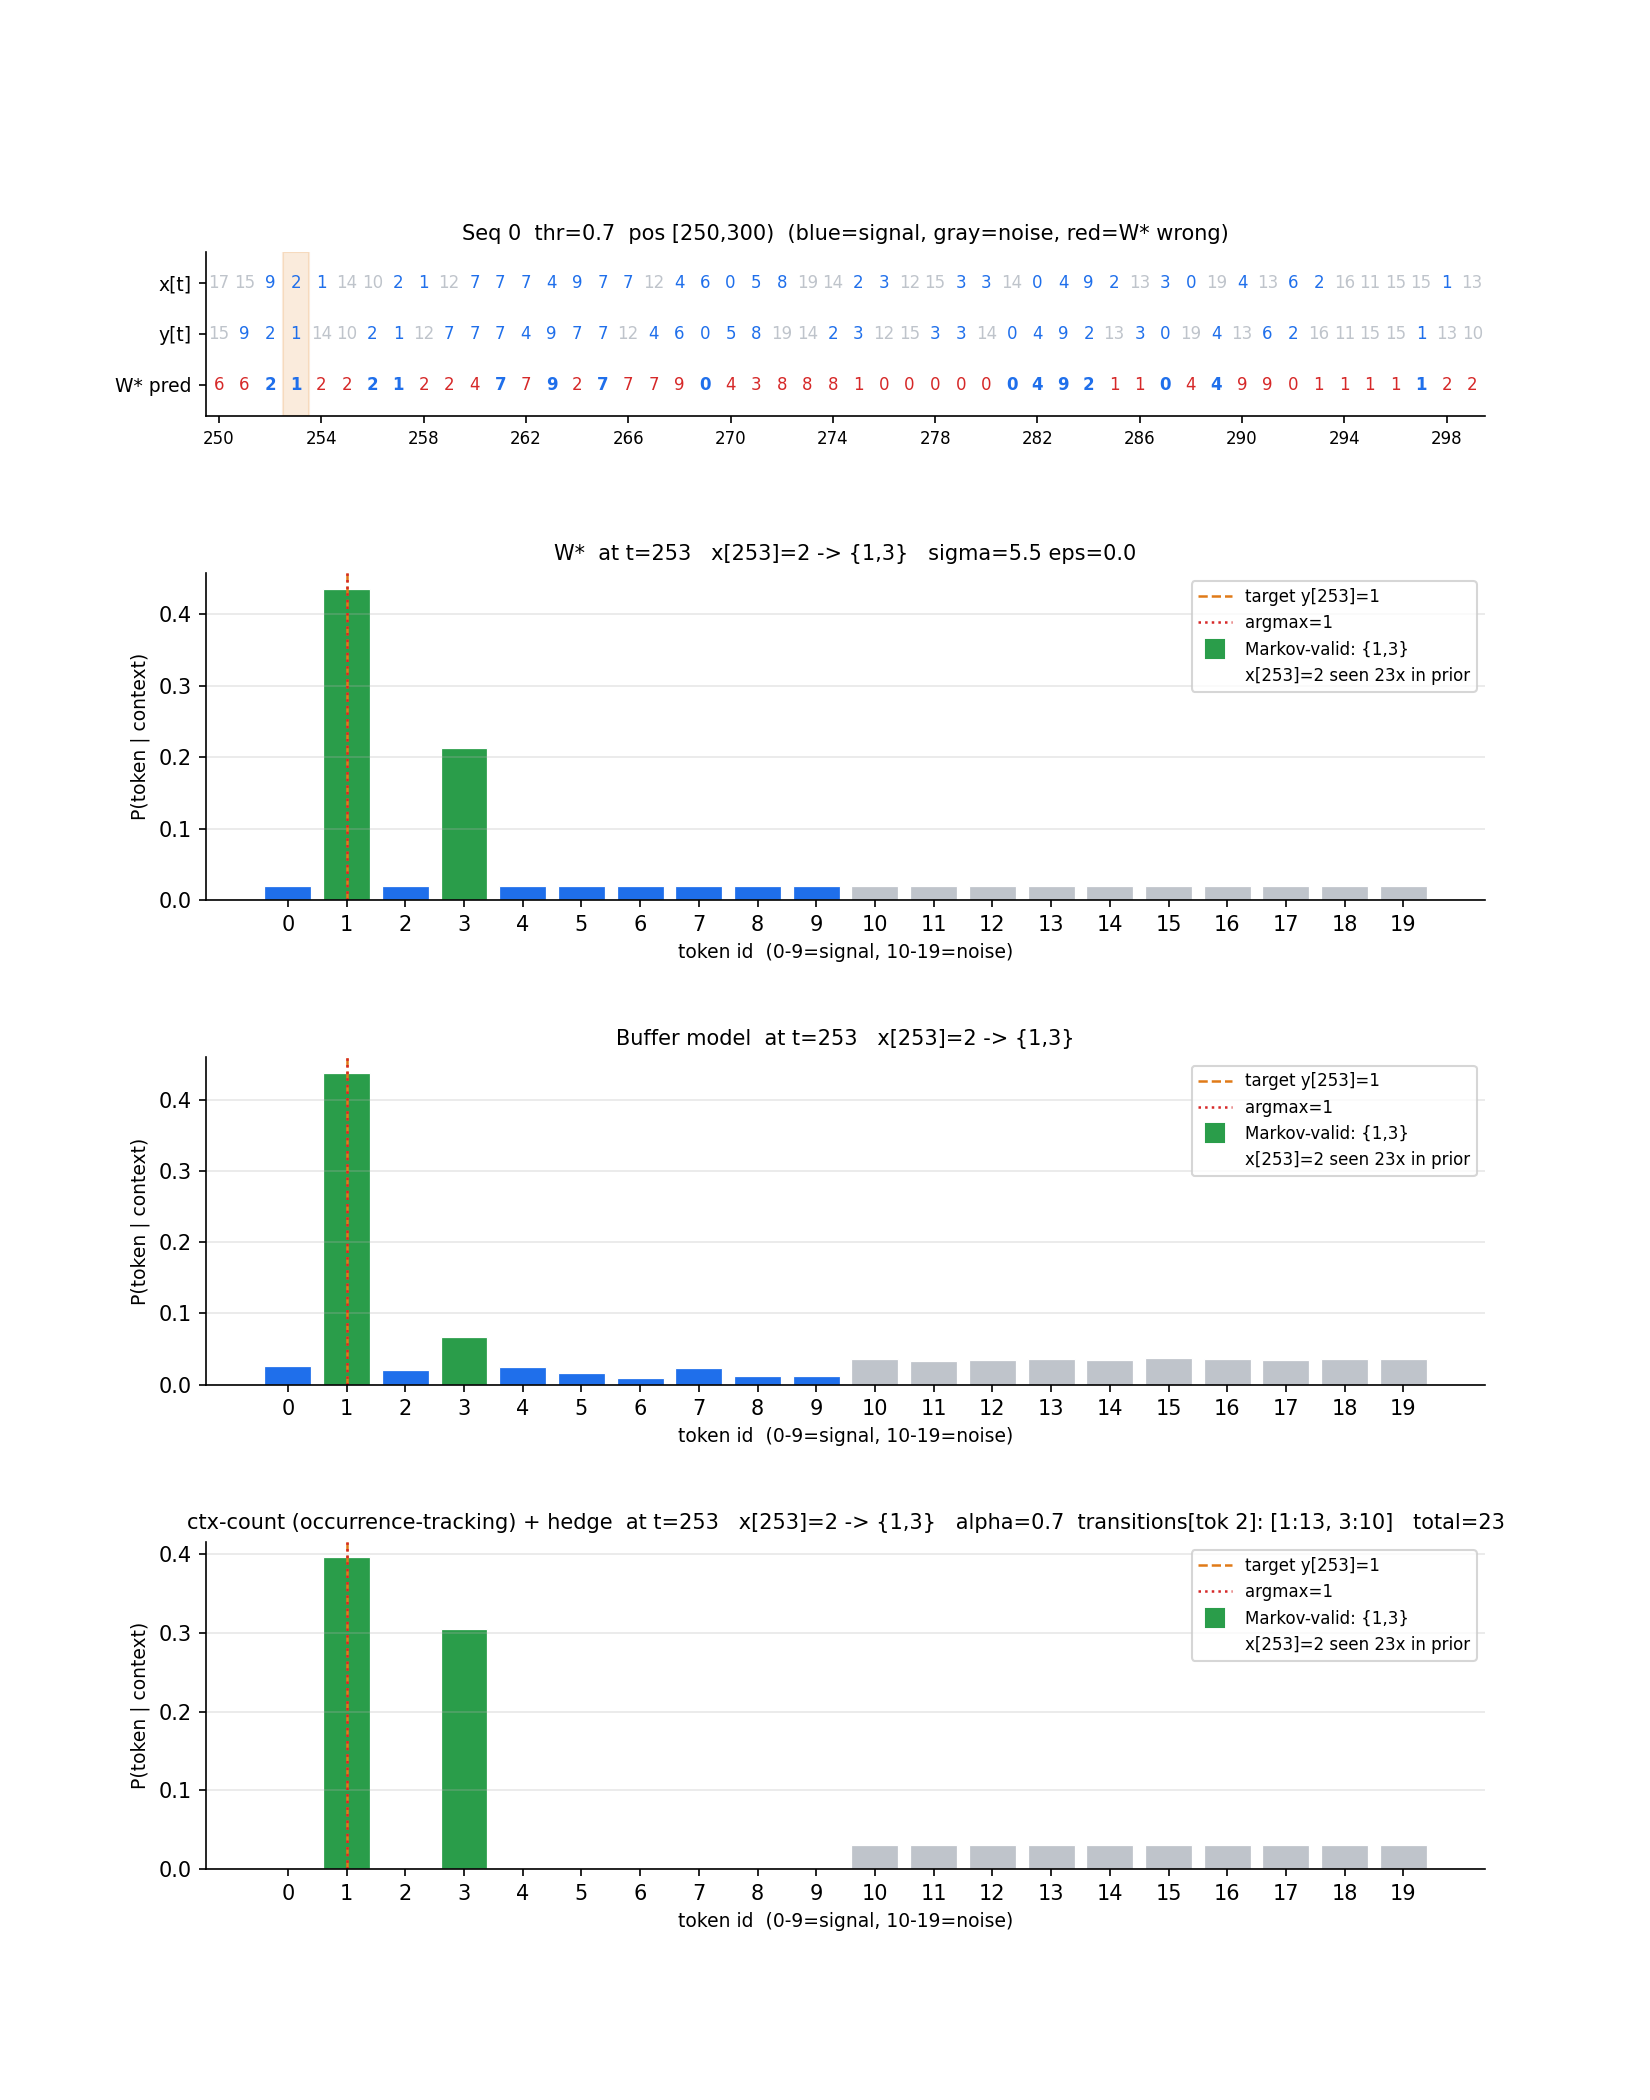 Seq 0  thr=0.7  pos [250,300)  (blue=signal, gray=noise, red=W* wrong)
x[t] 17 15 9 2 1 14 10 2 1 12 7 7 7 4 9 7 7 12 4 6 0 5 8 19 14 2 3 12 15 3 3 14 0 4 9 2 13 3 0 19 4 13 6 2 16 11 15 15 1 13
y[t] 15 9 2 1 14 10 2 1 12 7 7 7 4 9 7 7 12 4 6 0 5 8 19 14 2 3 12 15 3 3 14 0 4 9 2 13 3 0 19 4 13 6 2 16 11 15 15 1 13 10
W* pred 6 6 2 1 2 2 2 1 2 2 4 7 7 9 2 7 7 7 9 0 4 3 8 8 8 1 0 0 0 0 0 0 4 9 2 1 1 0 4 4 9 9 0 1 1 1 1 1 2 2
250 254 258 262 266 270 274 278 282 286 290 294 298
W*  at t=253   x[253]=2 -> {1,3}   sigma=5.5 eps=0.0
P(token | context)
0.4
0.3
0.2
0.1
0.0
target y[253]=1
argmax=1
Markov-valid: {1,3}
x[253]=2 seen 23x in prior
0 1 2 3 4 5 6 7 8 9 10 11 12 13 14 15 16 17 18 19
token id  (0-9=signal, 10-19=noise)
Buffer model  at t=253   x[253]=2 -> {1,3}
P(token | context)
0.4
0.3
0.2
0.1
0.0
target y[253]=1
argmax=1
Markov-valid: {1,3}
x[253]=2 seen 23x in prior
0 1 2 3 4 5 6 7 8 9 10 11 12 13 14 15 16 17 18 19
token id  (0-9=signal, 10-19=noise)
ctx-count (occurrence-tracking) + hedge  at t=253   x[253]=2 -> {1,3}   alpha=0.7  transitions[tok 2]: [1:13, 3:10]   total=23
P(token | context)
0.4
0.3
0.2
0.1
0.0
target y[253]=1
argmax=1
Markov-valid: {1,3}
x[253]=2 seen 23x in prior
0 1 2 3 4 5 6 7 8 9 10 11 12 13 14 15 16 17 18 19
token id  (0-9=signal, 10-19=noise)